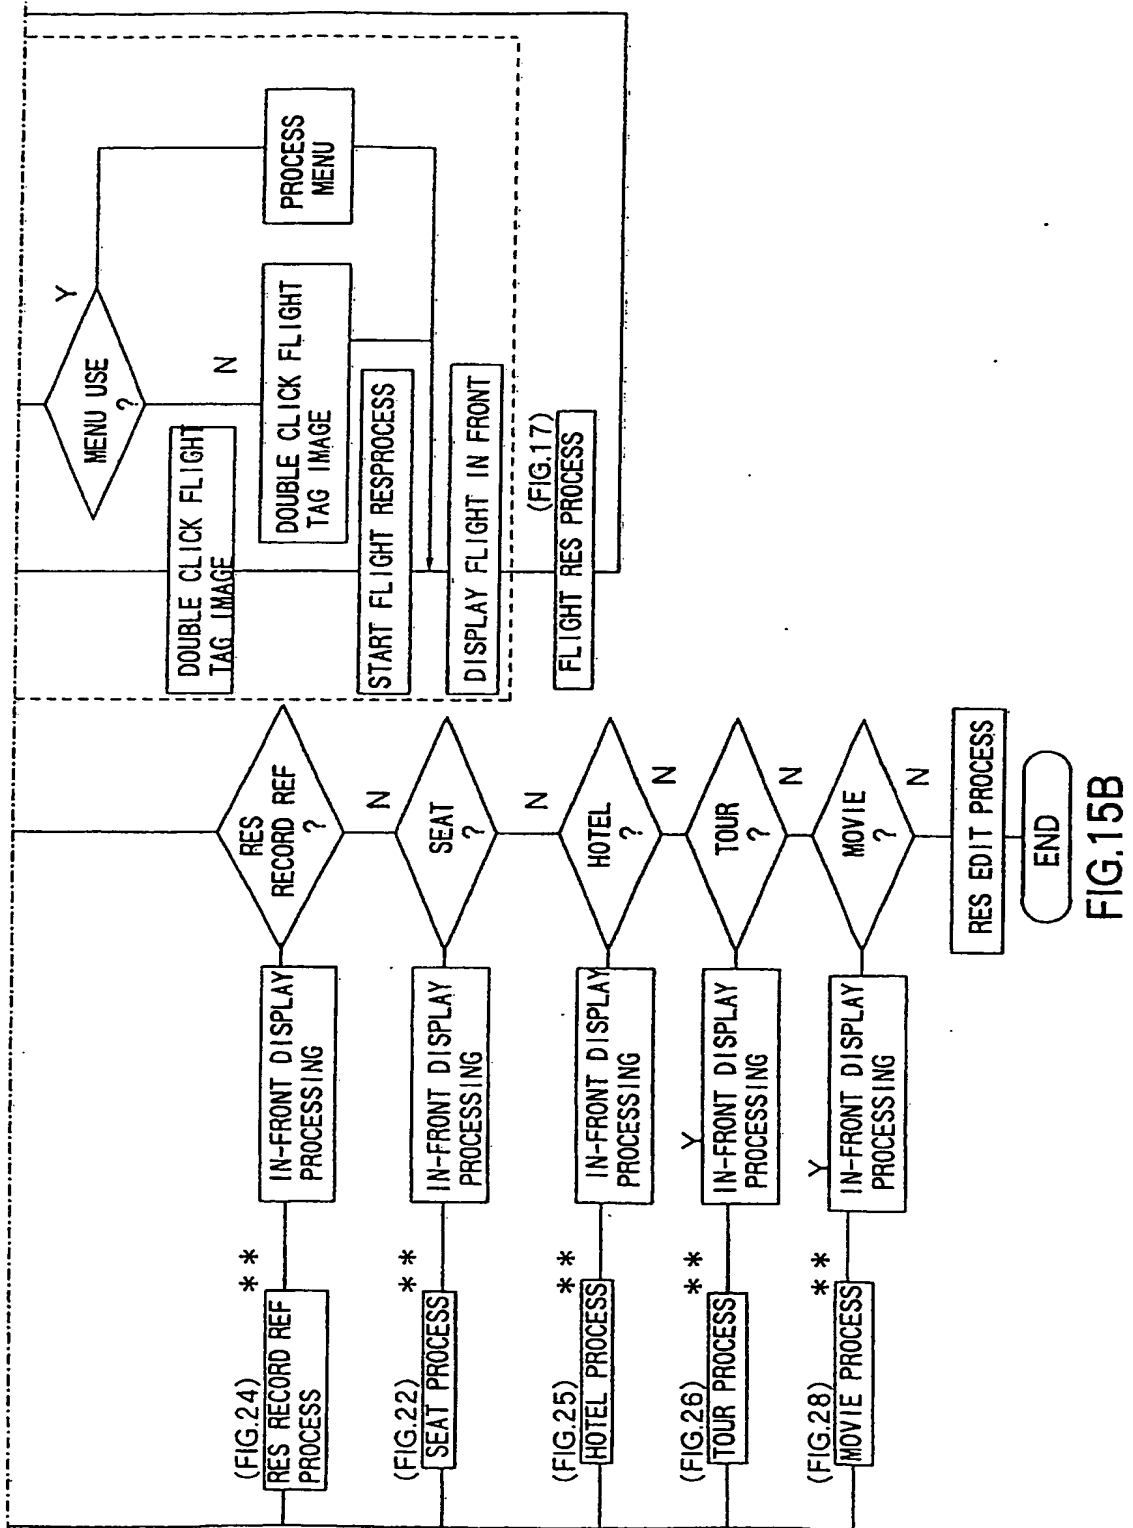 MENU USE
?
Y
N
PROCESS
MENU
DOUBLE CLICK FLIGHT
TAG IMAGE
DOUBLE CLICK FLIGHT
TAG IMAGE
START FLIGHT RESPROCESS
DISPLAY FLIGHT IN FRONT
(FIG.17)
FLIGHT RES PROCESS
RES
RECORD REF
?
N
IN-FRONT DISPLAY
PROCESSING
**
(FIG.24)
RES RECORD REF
PROCESS
SEAT
?
N
IN-FRONT DISPLAY
PROCESSING
**
(FIG.22)
SEAT PROCESS
HOTEL
?
N
IN-FRONT DISPLAY
PROCESSING
**
(FIG.25)
HOTEL PROCESS
TOUR
?
N
Y
IN-FRONT DISPLAY
PROCESSING
**
(FIG.26)
TOUR PROCESS
MOVIE
?
N
Y
IN-FRONT DISPLAY
PROCESSING
**
(FIG.28)
MOVIE PROCESS
RES EDIT PROCESS
END
FIG.15B